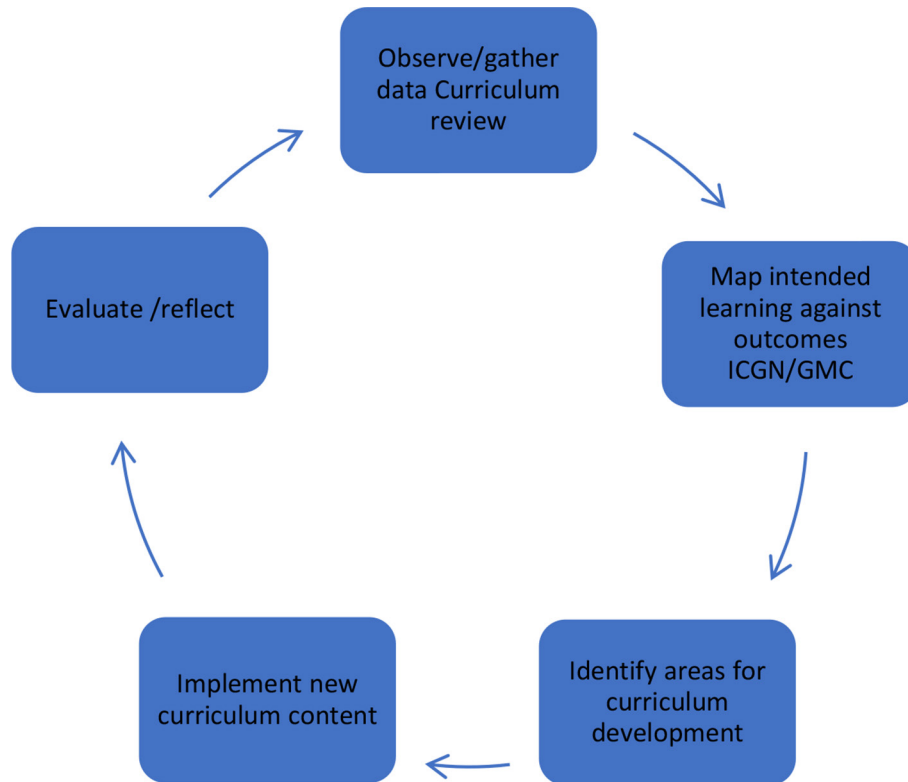 Observe/gather
data Curriculum
review
Map intended
learning against
outcomes
ICGN/GMC
Identify areas for
curriculum
development
Implement new
curriculum content
Evaluate /reflect